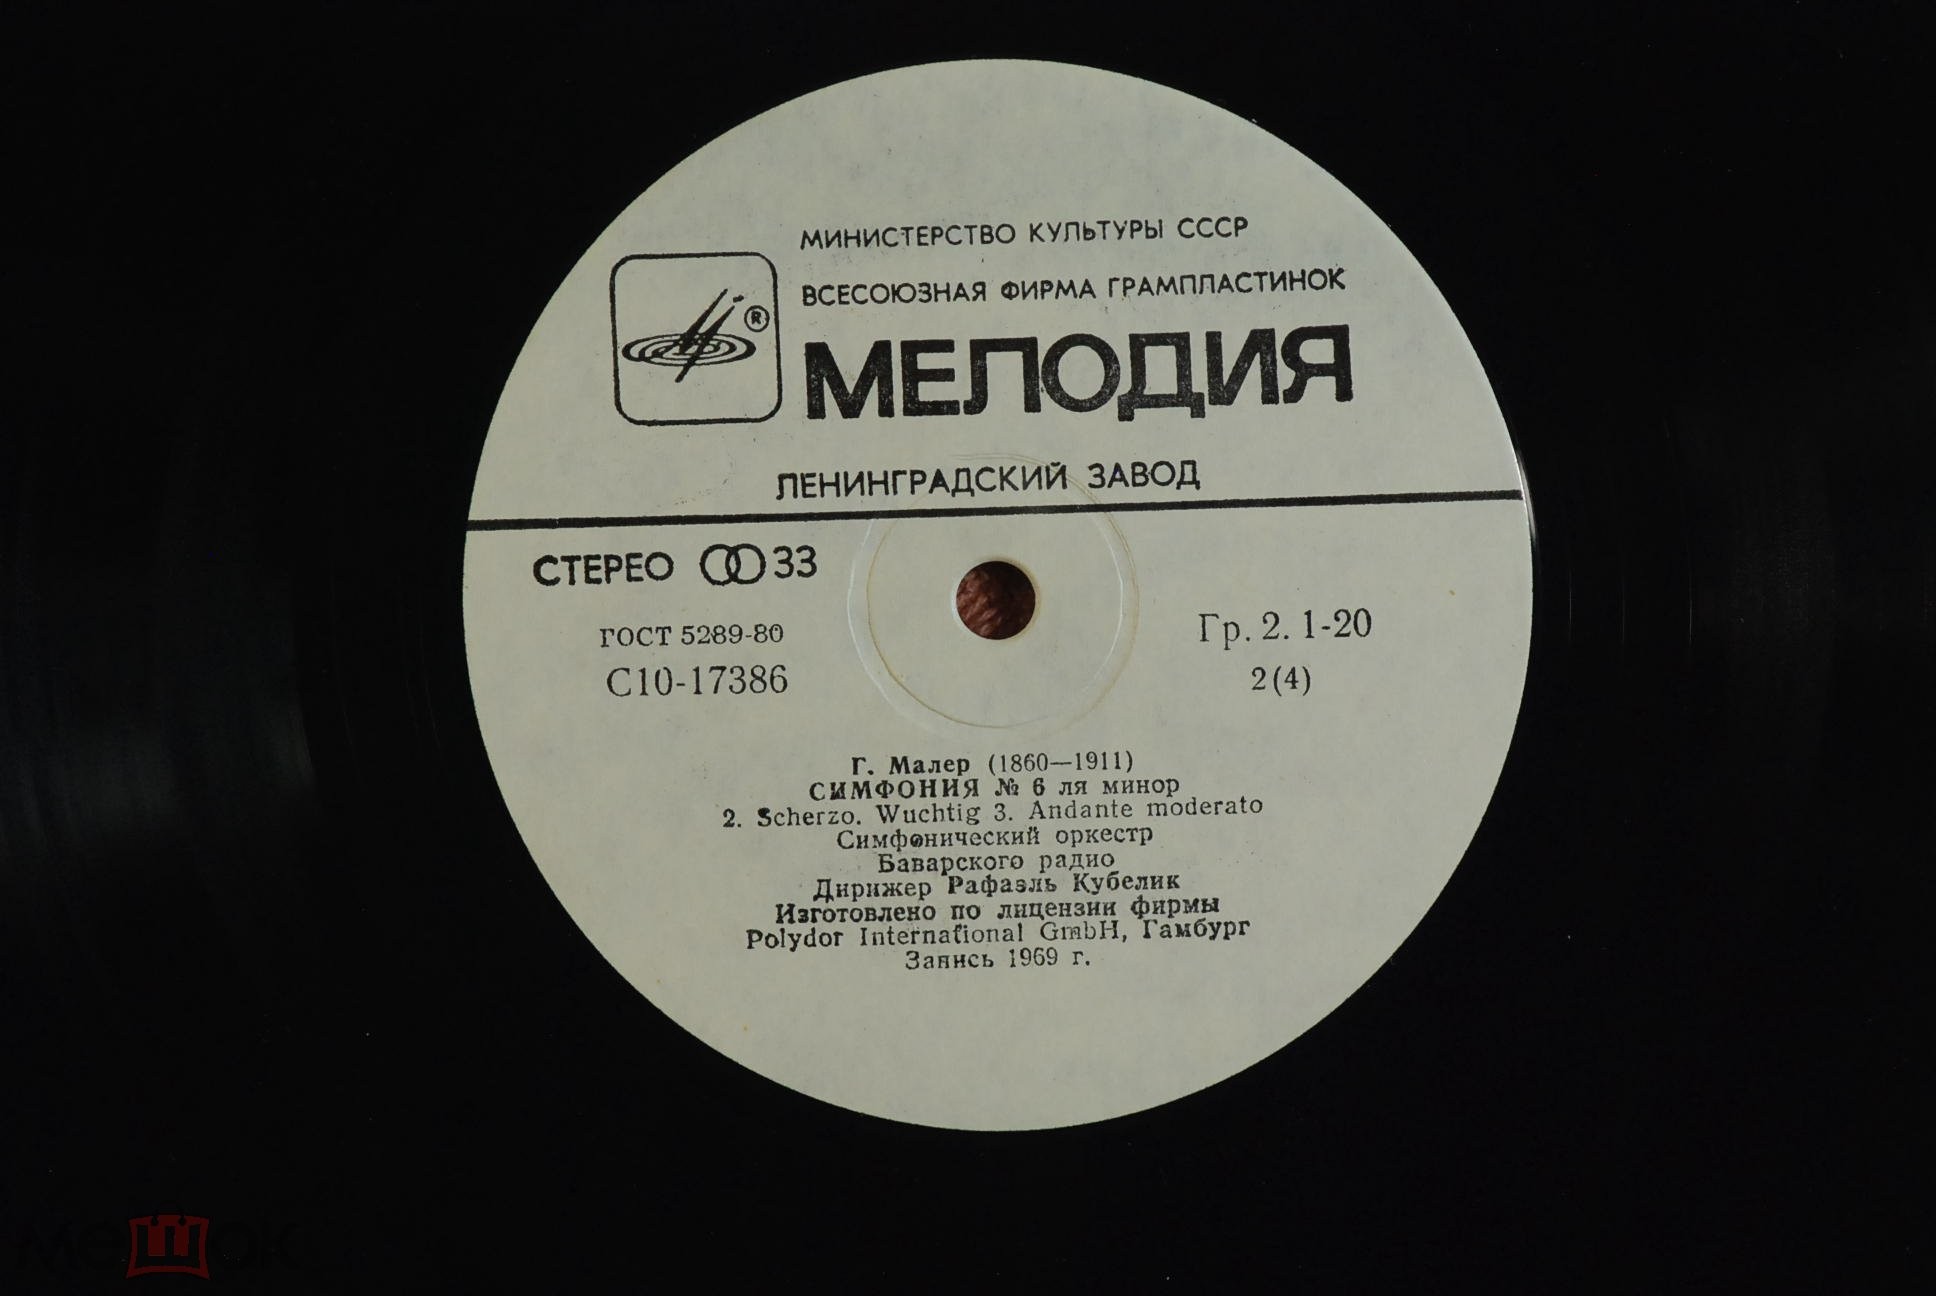 МИНИСТЕРСТВО КУЛЬТУРЫ СССР
ВСЕСОЮЗНАЯ ФИРМА ГРАМПЛАСТИНОК
®
МЕЛОДИЯ
ЛЕНИНГРАДСКИЙ ЗАВОД
СТЕРЕО 33
ГОСТ 5289-80
С10-17386
Гр. 2. 1-20
2(4)
Г. Малер (1860—1911)
СИМФОНИЯ № 6 ля минор
2. Scherzo. Wuchtig 3. Andante moderato
Симфонический оркестр
Баварского радио
Дирижер Рафаэль Кубелик
Изготовлено по лицензии фирмы
Polydor International GmbH, Гамбург
Запись 1969 г.
мешок